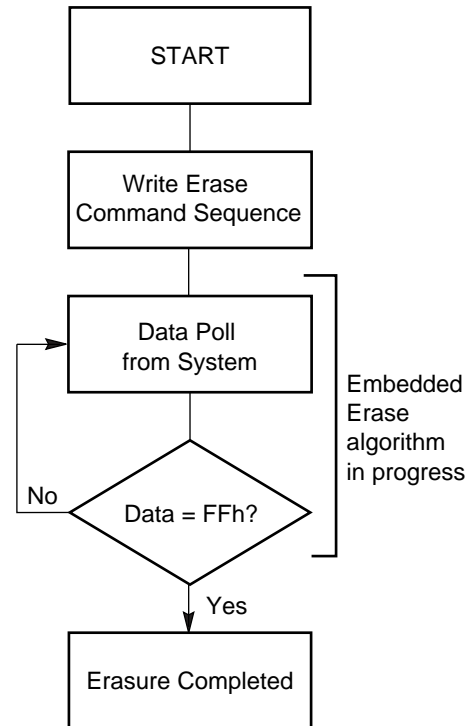 START
Write Erase
Command Sequence
Data Poll
from System
Embedded
Erase
algorithm
in progress
No
Data = FFh?
Yes
Erasure Completed